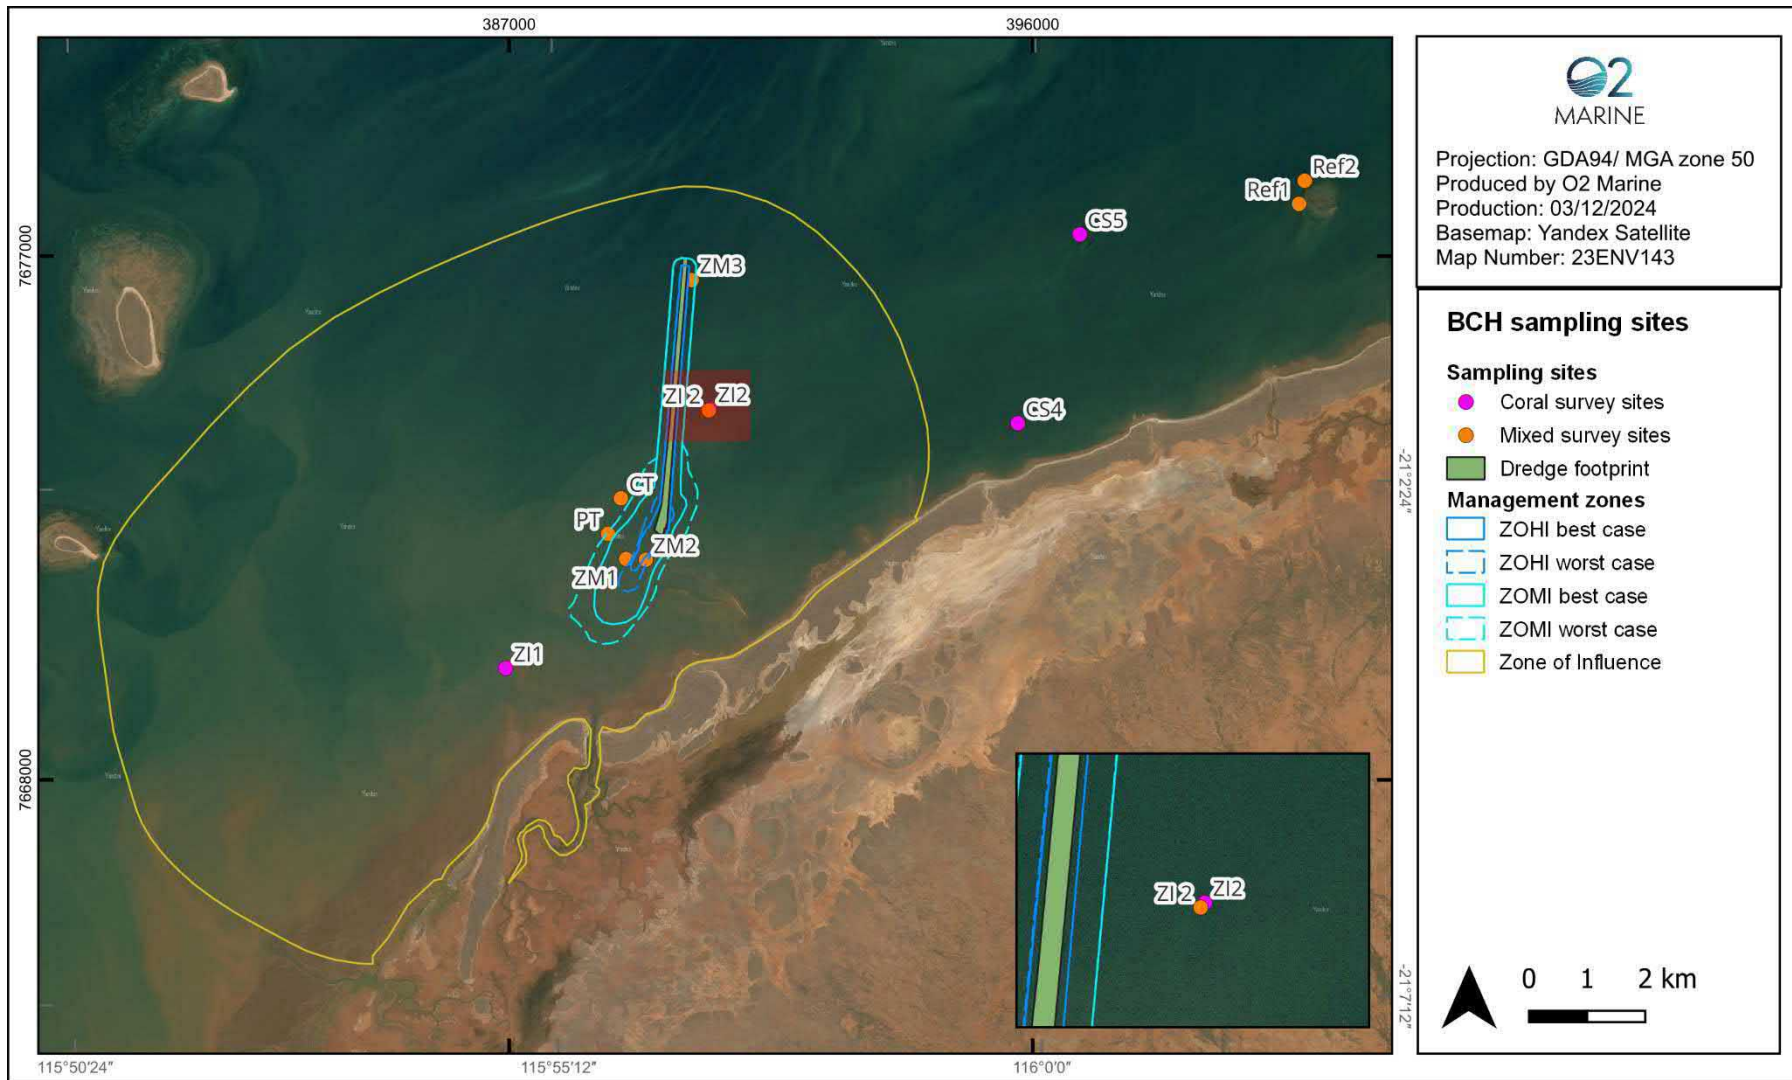 387000
396000
O2
MARINE
Projection: GDA94/ MGA zone 50
Produced by O2 Marine
Production: 03/12/2024
Basemap: Yandex Satellite
Map Number: 23ENV143
BCH sampling sites
Sampling sites
Coral survey sites
Mixed survey sites
Dredge footprint
Management zones
ZOHI best case
ZOHI worst case
ZOMI best case
ZOMI worst case
Zone of Influence
0 1 2 km
Ref2
Ref1
CS5
7677000
ZM3
ZI2 ZI2
CS4
CT
PT
ZM2
ZM1
ZI1
7668000
-21°2'24"
-21°7'12"
ZI2 ZI2
115°50'24"
115°55'12"
116°0'0"